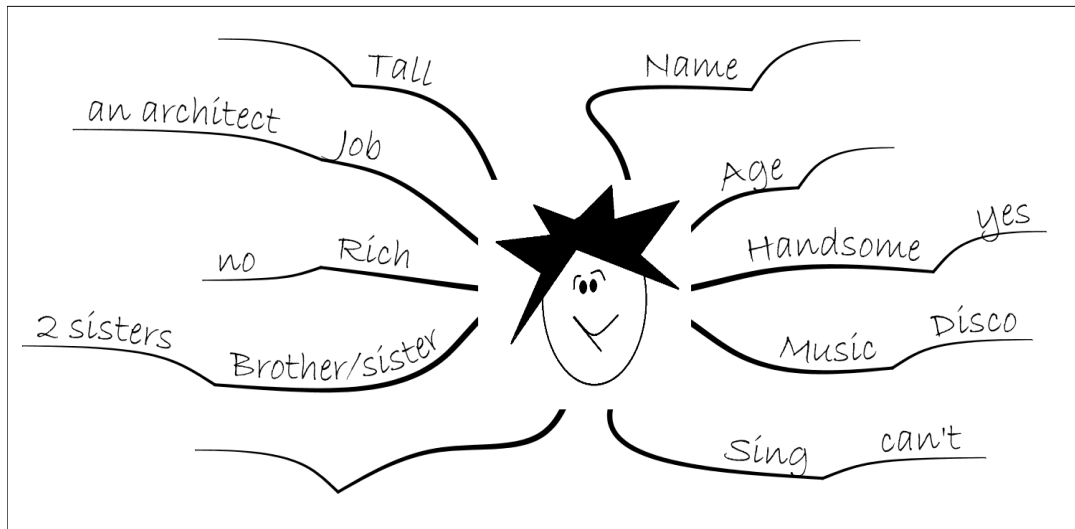 Tall
Name
an architect
Job
Age
yes
Handsome
Rich
no
2 sisters
Brother/sister
Disco
Music
Sing
can't